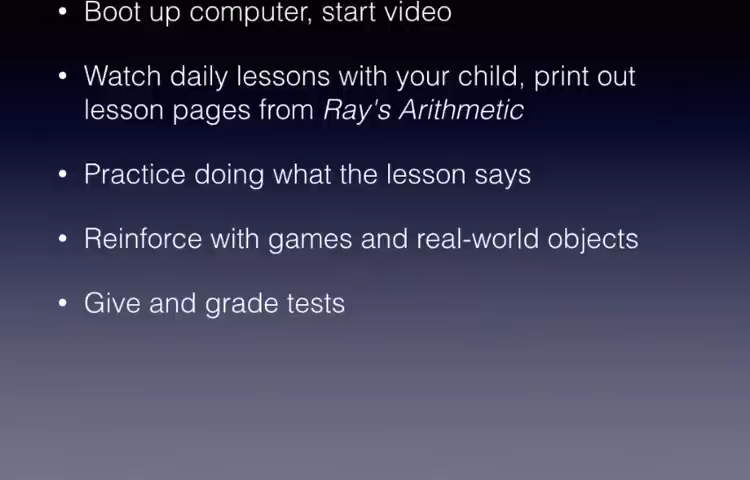 • Boot up computer, start video
• Watch daily lessons with your child, print out
lesson pages from Ray's Arithmetic
• Practice doing what the lesson says
• Reinforce with games and real-world objects
• Give and grade tests